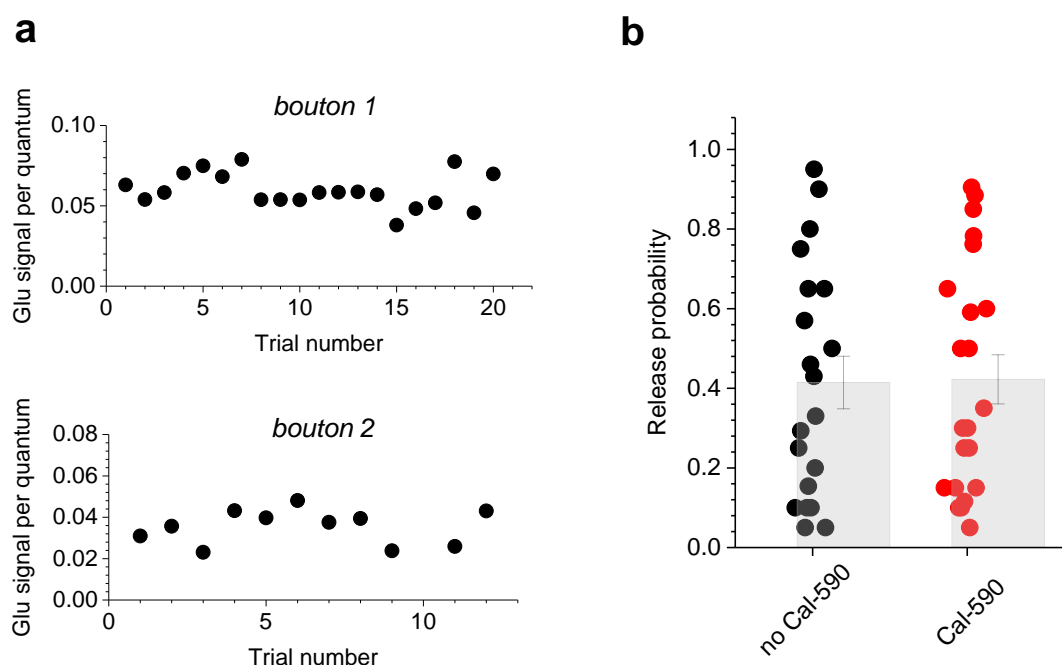 a
bouton 1
Glu signal per quantum
0.10
0.05
0.00
0 5 10 15 20
Trial number
bouton 2
Glu signal per quantum
0.08
0.06
0.04
0.02
0.00
0 5 10
Trial number
b
Release probability
1.0
0.8
0.6
0.4
0.2
0.0
no Cal-590
Cal-590